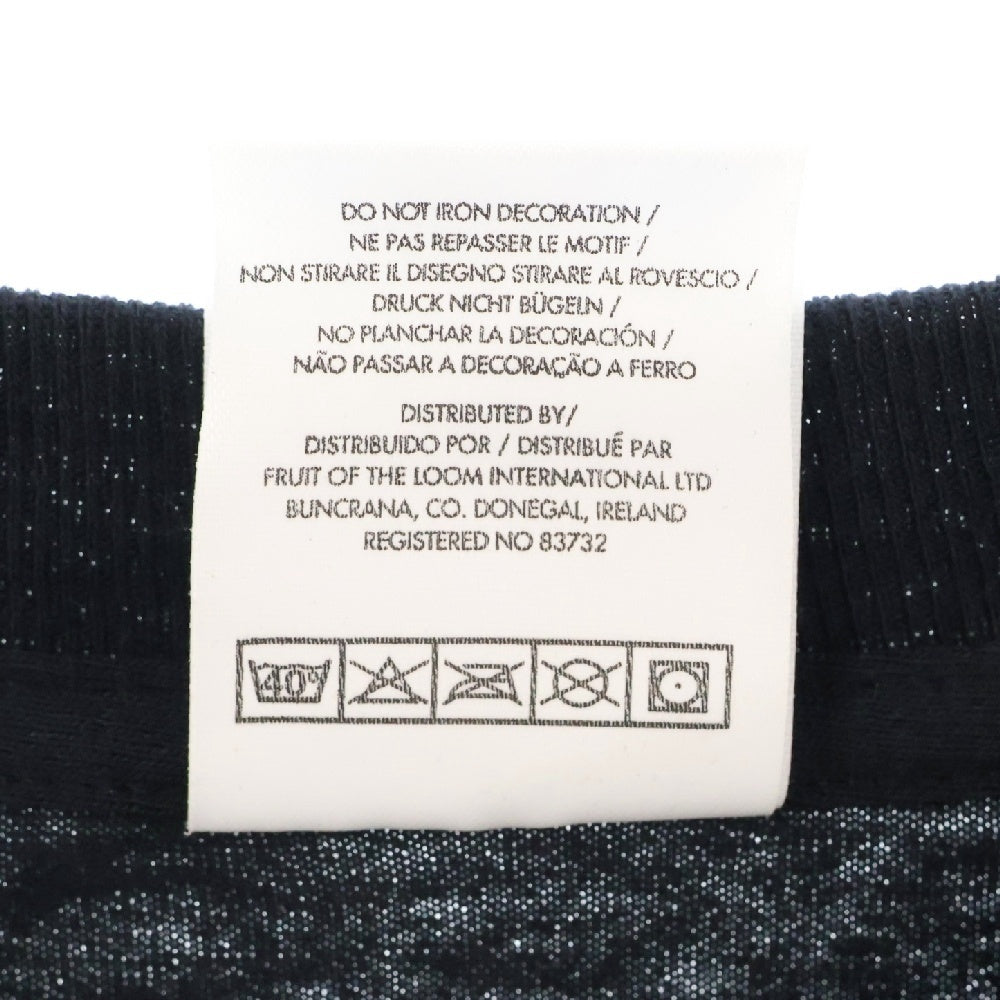 DO NOT IRON DECORATION /
NE PAS REPASSER LE MOTIF /
NON STIRARE IL DISEGNO STIRARE AL ROVESCIO /
DRUCK NICHT BÜGELN /
NO PLANCHAR LA DECORACIÓN /
NÃO PASSAR A DECORAÇÃO A FERRO
DISTRIBUTED BY/
DISTRIBUIDO POR / DISTRIBUÉ PAR
FRUIT OF THE LOOM INTERNATIONAL LTD
BUNCRANA, CO. DONEGAL, IRELAND
REGISTERED NO 83732
40°